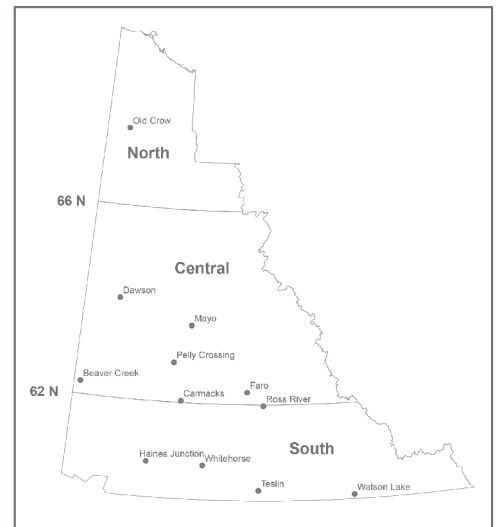 Old Crow
North
66 N
Central
Dawson
Mayo
Pelly Crossing
Beaver Creek
Faro
62 N
Carmacks
Ross River
South
Haines Junction
Whitehorse
Teslin
Watson Lake